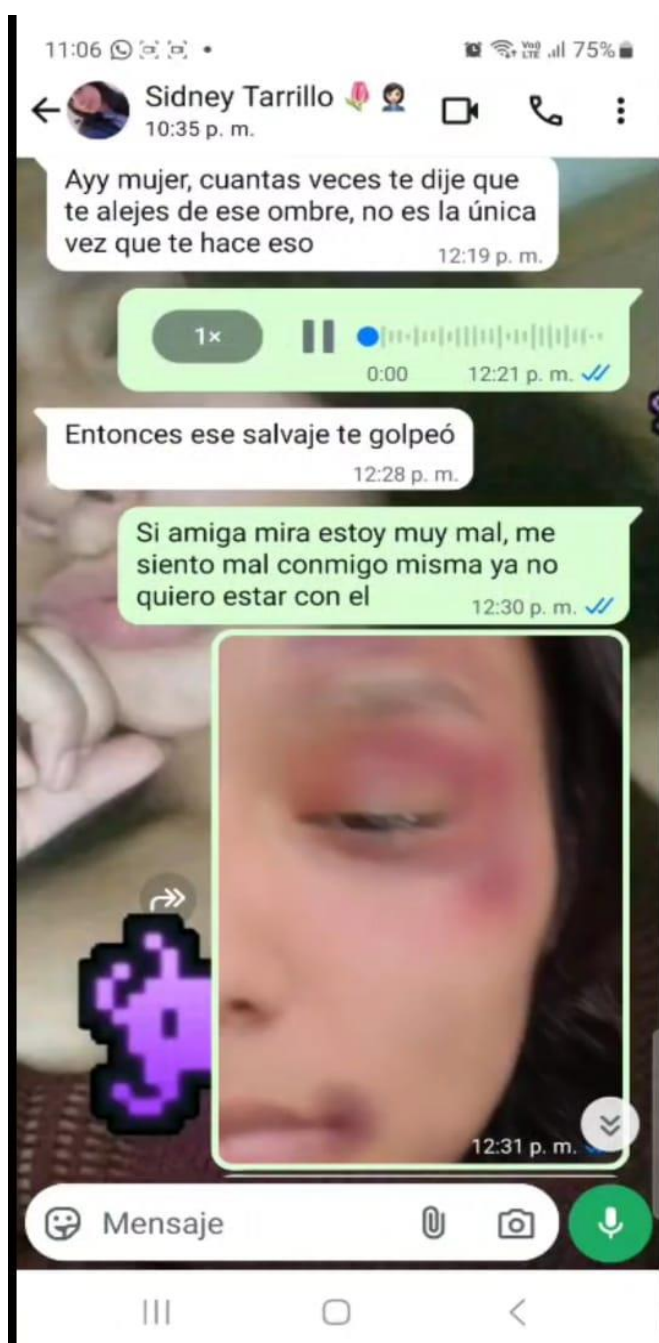 11:06
75%
Sidney Tarrillo
10:35 p. m.
Ayy mujer, cuantas veces te dije que
te alejes de ese ombre, no es la única
vez que te hace eso
12:19 p. m.
1×
0:00 12:21 p. m.
Entonces ese salvaje te golpeó
12:28 p. m.
Si amiga mira estoy muy mal, me
siento mal conmigo misma ya no
quiero estar con el
12:30 p. m.
12:31 p. m.
Mensaje